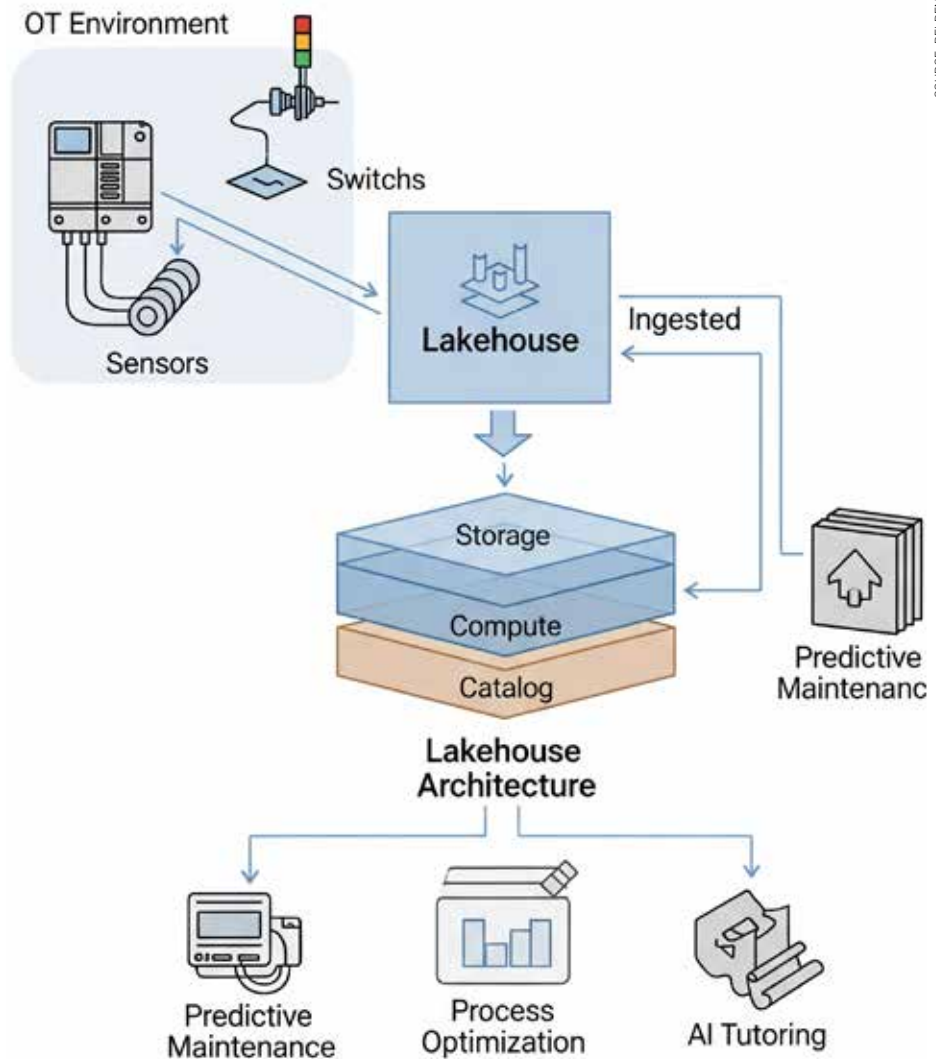 OT Environment
Switchs
Sensors
Lakehouse
Ingested
Storage
Compute
Catalog
Predictive
Maintenanc
Lakehouse
Architecture
Predictive
Maintenance
Process
Optimization
AI Tutoring